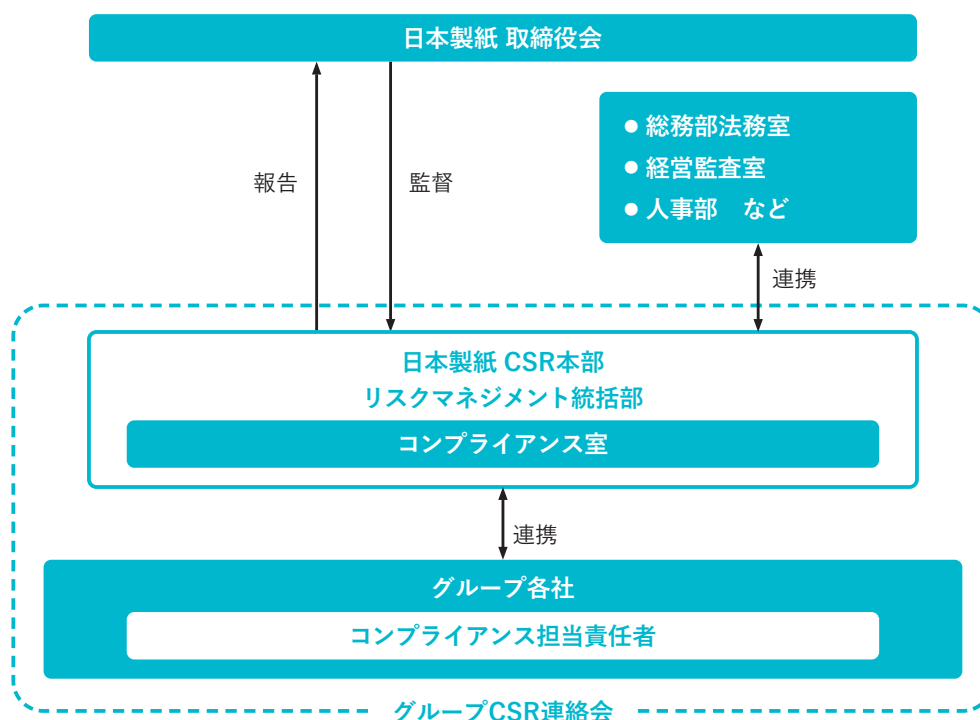 日本製紙 取締役会
● 総務部法務室
● 経営監査室
● 人事部　など
報告
監督
連携
日本製紙 CSR本部
リスクマネジメント統括部
コンプライアンス室
連携
グループ各社
コンプライアンス担当責任者
グループCSR連絡会